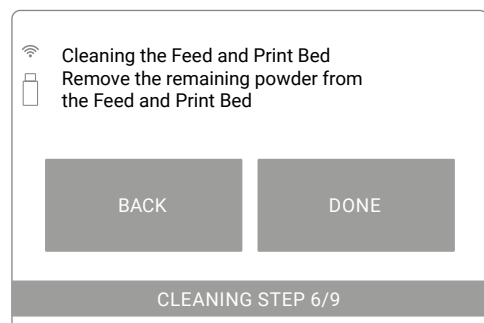 Cleaning the Feed and Print Bed
Remove the remaining powder from
the Feed and Print Bed
BACK
DONE
CLEANING STEP 6/9